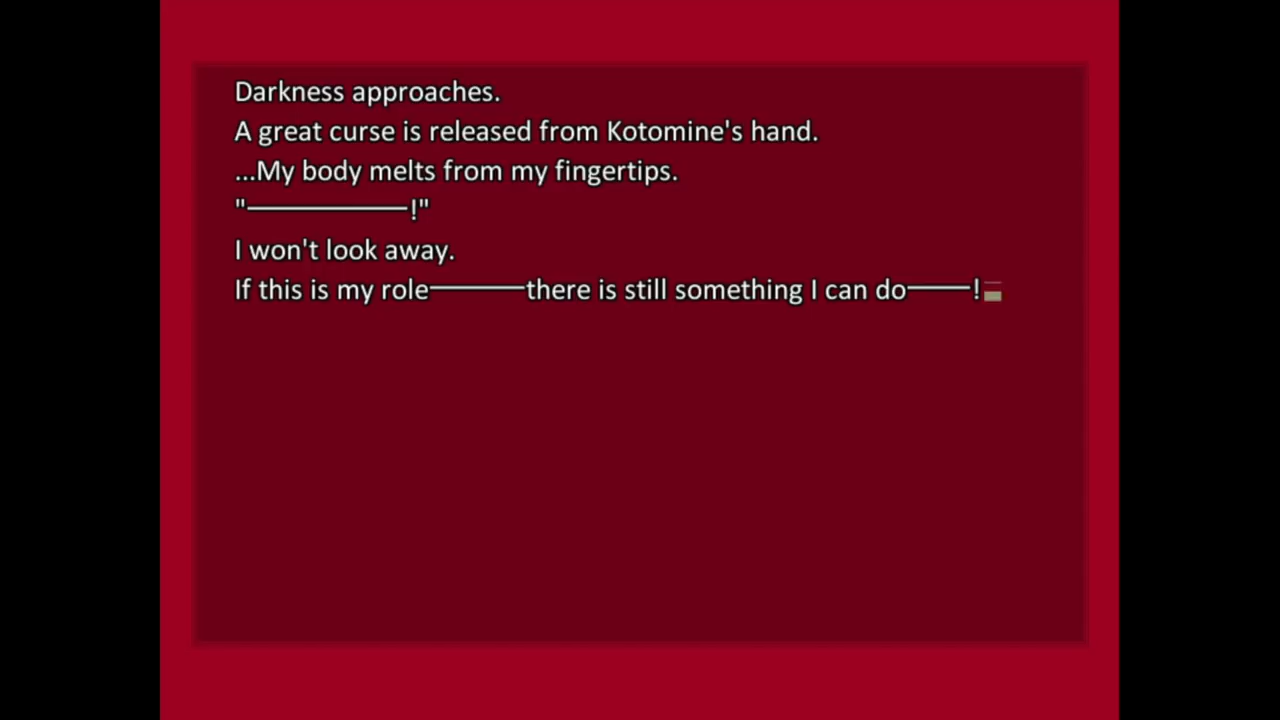 Darkness approaches.
A great curse is released from Kotomine's hand.
...My body melts from my fingertips.
"―――――!"
I won't look away.
If this is my role―――there is still something I can do――!